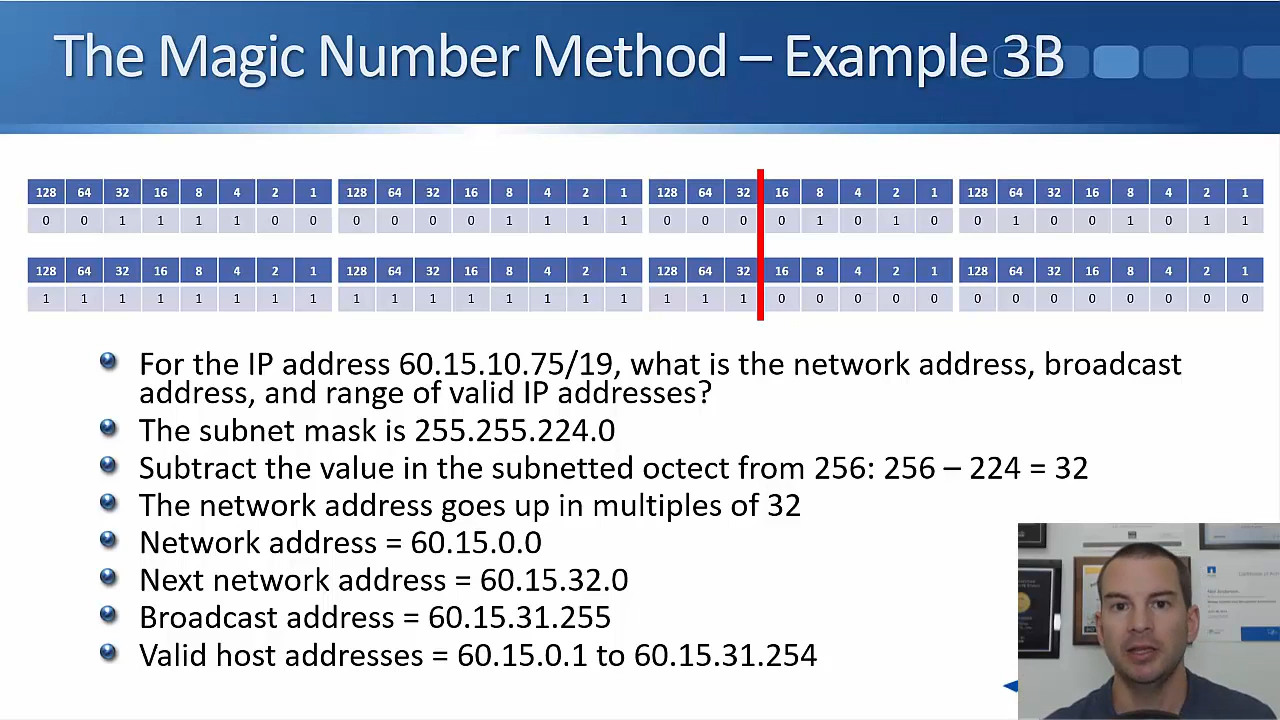 The Magic Number Method – Example 3B
128 64 32 16 8 4 2 1 128 64 32 16 8 4 2 1 128 64 32 16 8 4 2 1 128 64 32 16 8 4 2 1
0 0 1 1 1 1 0 0 0 0 0 0 1 1 1 1 0 0 0 0 1 0 1 0 0 1 0 0 1 0 1 1
128 64 32 16 8 4 2 1 128 64 32 16 8 4 2 1 128 64 32 16 8 4 2 1 128 64 32 16 8 4 2 1
1 1 1 1 1 1 1 1 1 1 1 1 1 1 1 1 1 1 1 0 0 0 0 0 0 0 0 0 0 0 0 0
For the IP address 60.15.10.75/19, what is the network address, broadcast
address, and range of valid IP addresses?
The subnet mask is 255.255.224.0
Subtract the value in the subnetted octect from 256: 256 – 224 = 32
The network address goes up in multiples of 32
Network address = 60.15.0.0
Next network address = 60.15.32.0
Broadcast address = 60.15.31.255
Valid host addresses = 60.15.0.1 to 60.15.31.254